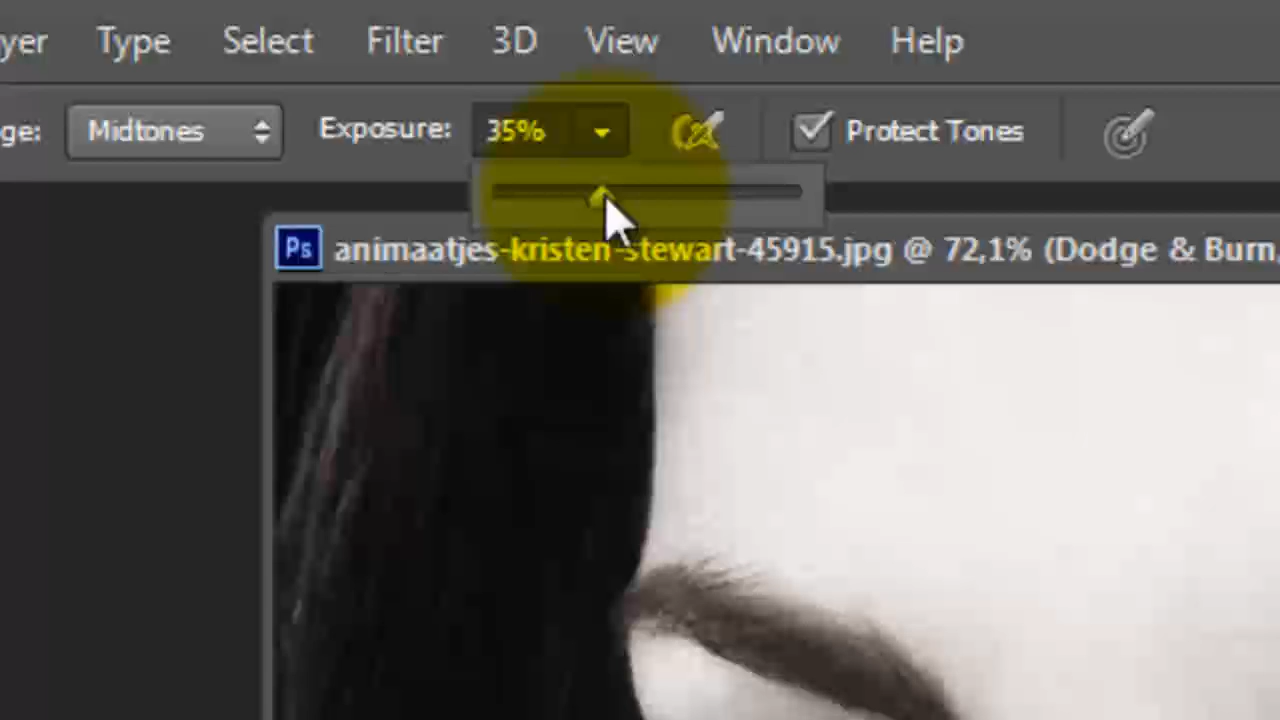 yer Type Select Filter 3D View Window Help
ge: Midtones Exposure: 35% Protect Tones
Ps animaatjes-kristen-stewart-45915.jpg @ 72,1% (Dodge & Burn,